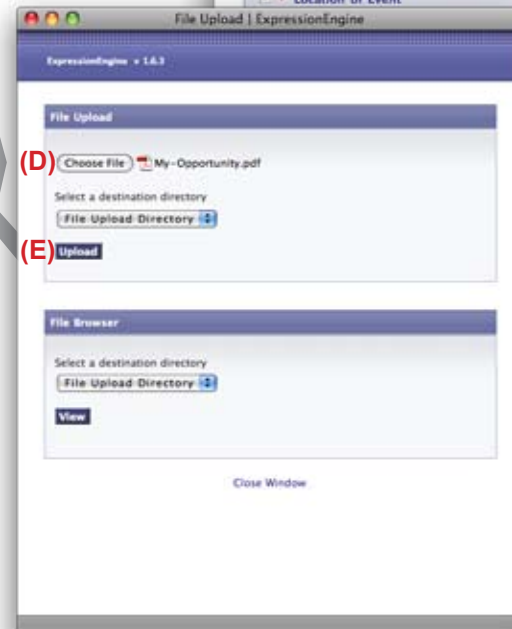 Location or Event
File Upload | ExpressionEngine
ExpressionEngine v 1.6.3
File Upload
(D) Choose File My-Opportunity.pdf
Select a destination directory
File Upload Directory
(E) Upload
File Browser
Select a destination directory
File Upload Directory
View
Close Window